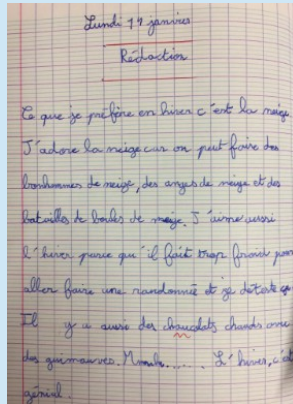 Lundi 11 janvier
Rédaction
Ce que je préfère en hiver c'est la neige.
J'adore la neige car on peut faire des
bonhommes de neige, des anges de neige et des
batailles de boules de neige. J'aime aussi
l'hiver parce qu'il fait trop froid pour
aller faire une randonnée et je déteste ça
Il y a aussi des chaucolats chauds avec
des guimauves. Mmmh....... L'hiver, c'est
génial.